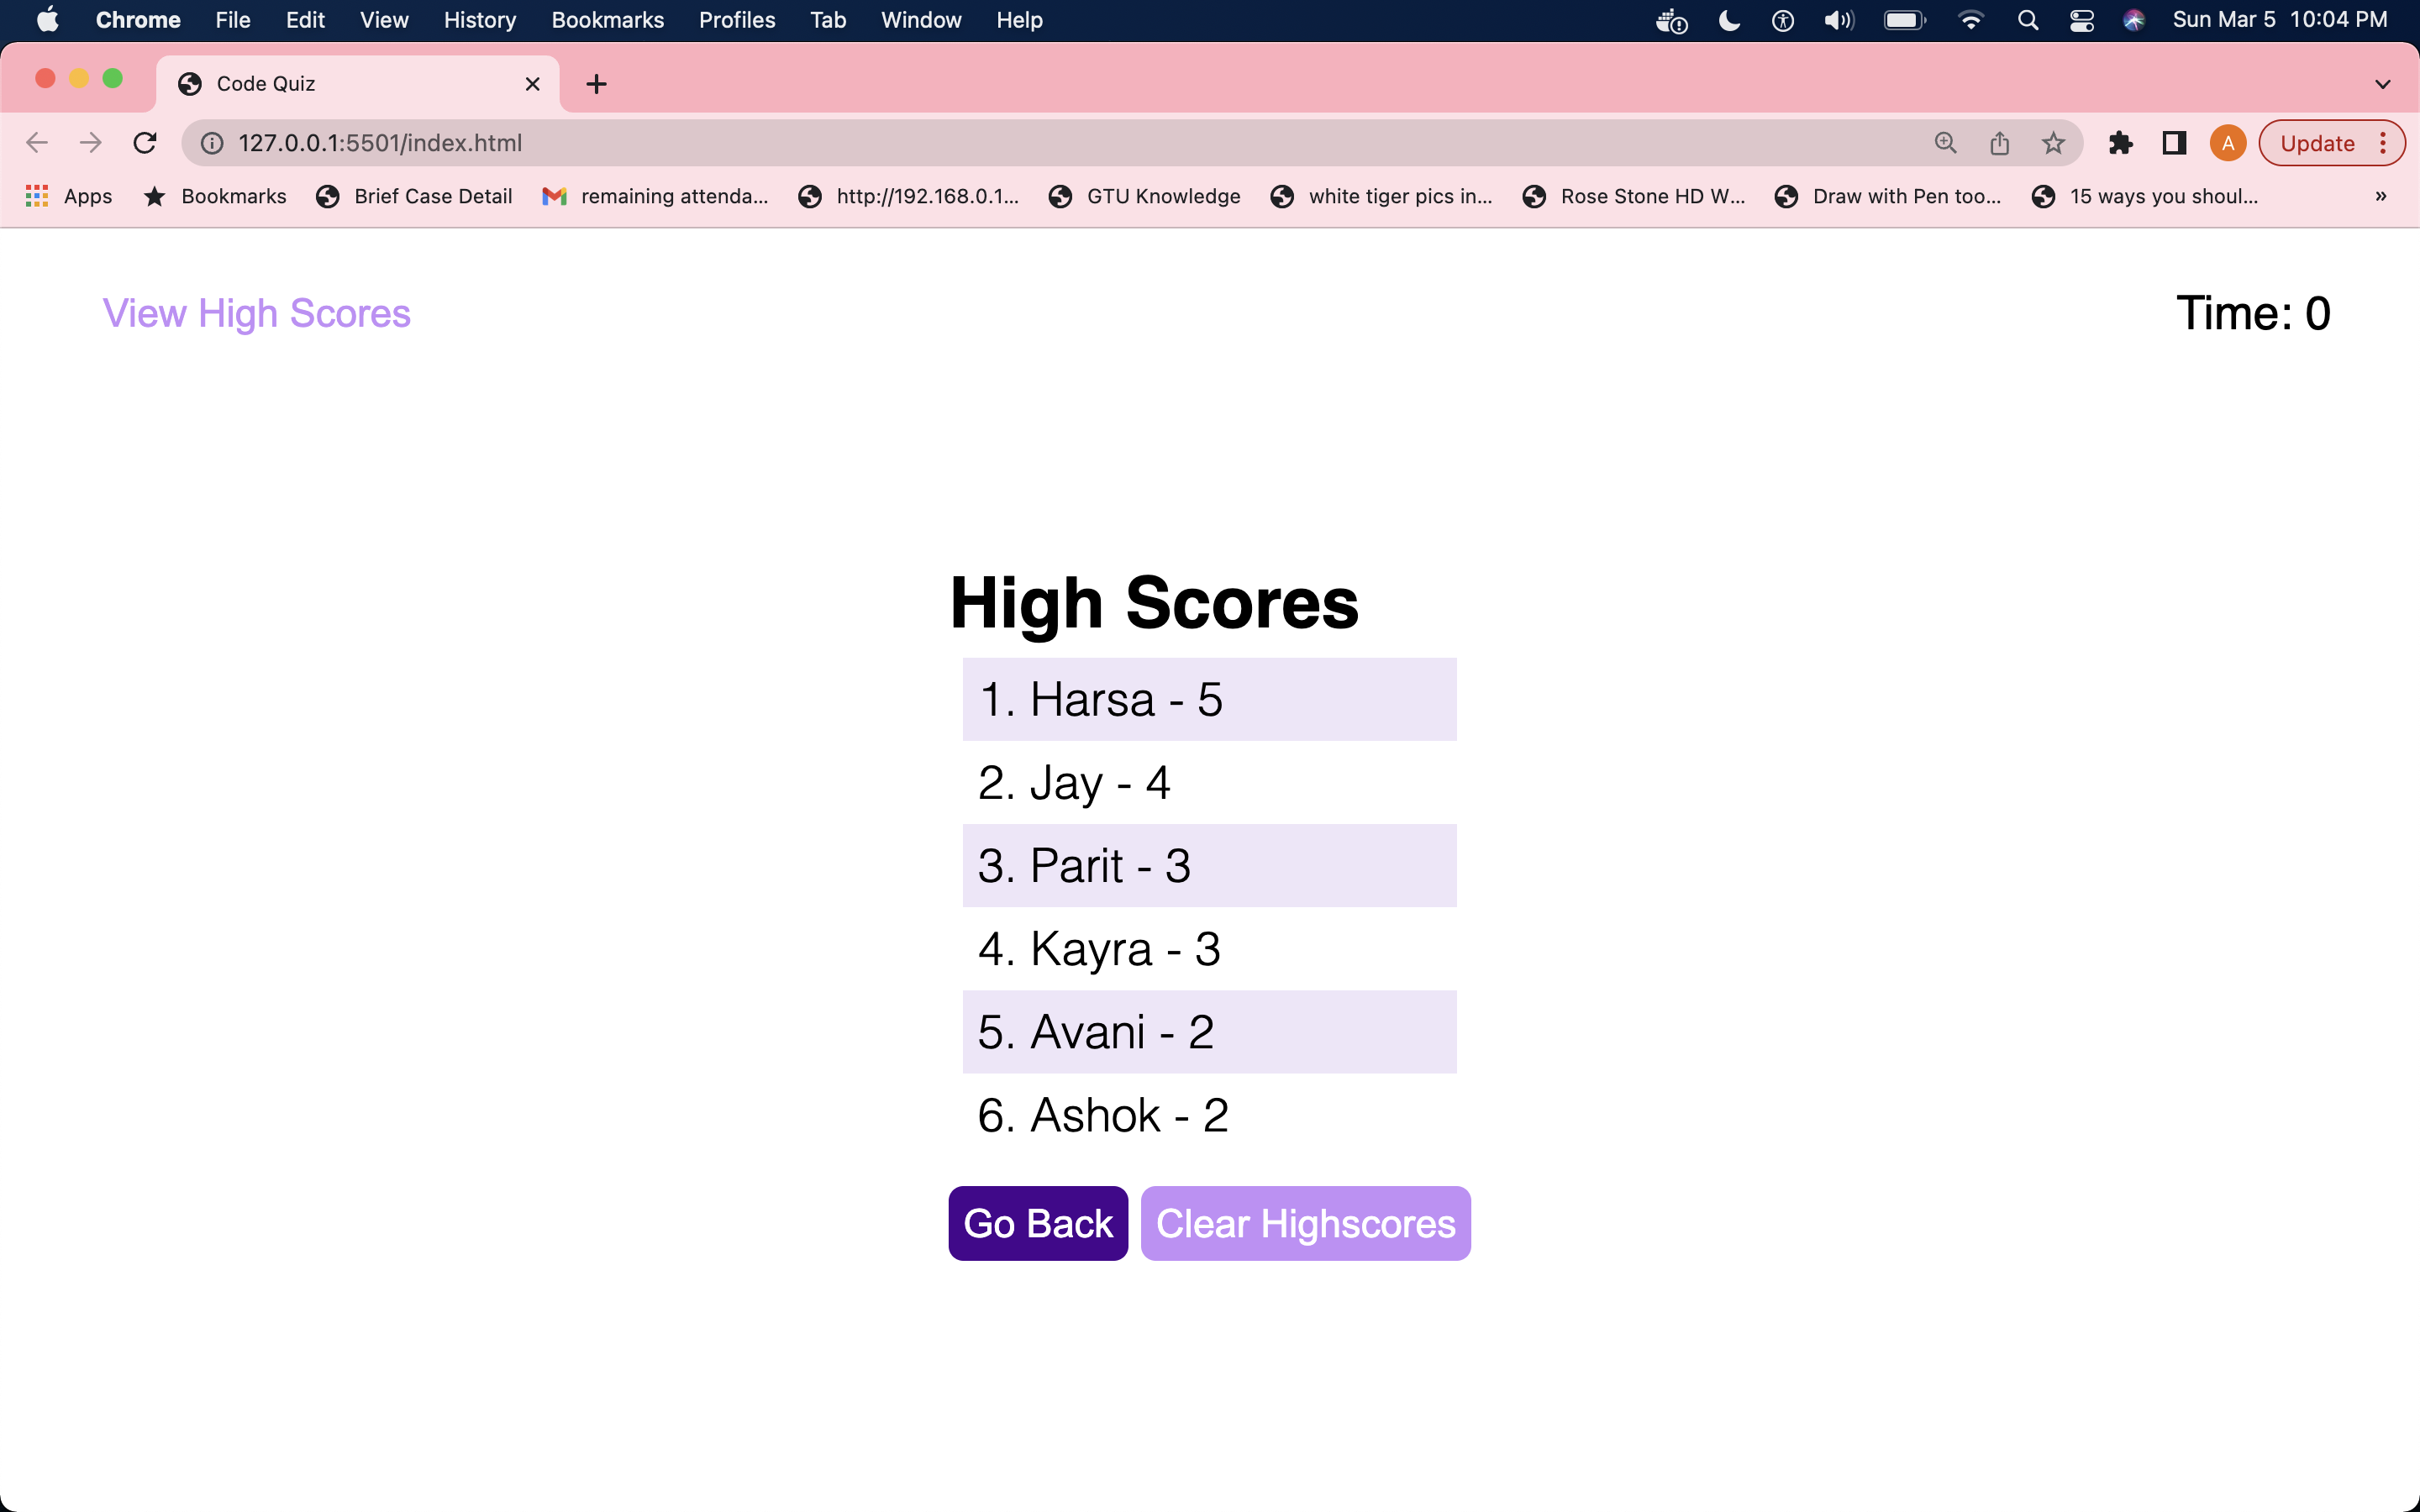 Chrome File Edit View History Bookmarks Profiles Tab Window Help Sun Mar 5 10:04 PM
Code Quiz
127.0.0.1:5501/index.html A Update
Apps Bookmarks Brief Case Detail remaining attenda... http://192.168.0.1... GTU Knowledge white tiger pics in... Rose Stone HD W... Draw with Pen too... 15 ways you shoul... »
View High Scores Time: 0
High Scores
1. Harsa - 5
2. Jay - 4
3. Parit - 3
4. Kayra - 3
5. Avani - 2
6. Ashok - 2
Go Back Clear Highscores